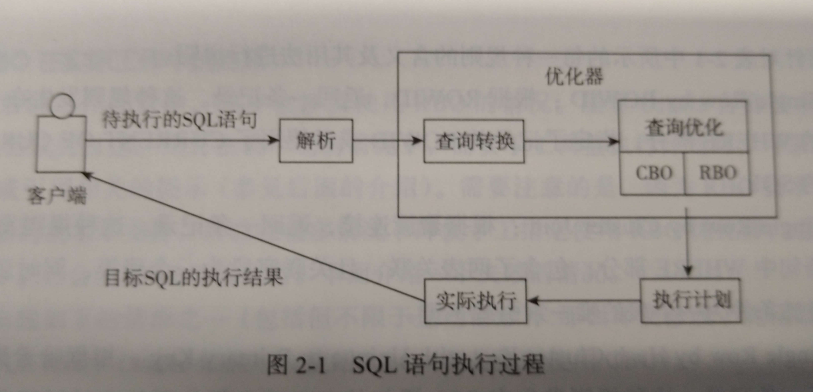 优化器
待执行的SQL语句
解析
查询转换
查询优化
CBO
RBO
客户端
目标SQL的执行结果
实际执行
执行计划
图 2-1 SQL 语句执行过程